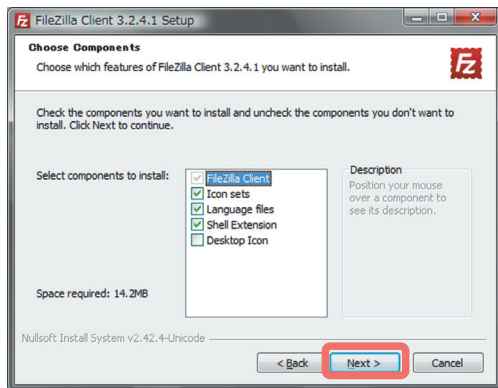 FileZilla Client 3.2.4.1 Setup
Choose Components
Choose which features of FileZilla Client 3.2.4.1 you want to install.
Check the components you want to install and uncheck the components you don't want to
install. Click Next to continue.
Select components to install:
FileZilla Client
Icon sets
Language files
Shell Extension
Desktop Icon
Description
Position your mouse
over a component to
see its description.
Space required: 14.2MB
Nullsoft Install System v2.42.4-Unicode
< Back
Next >
Cancel